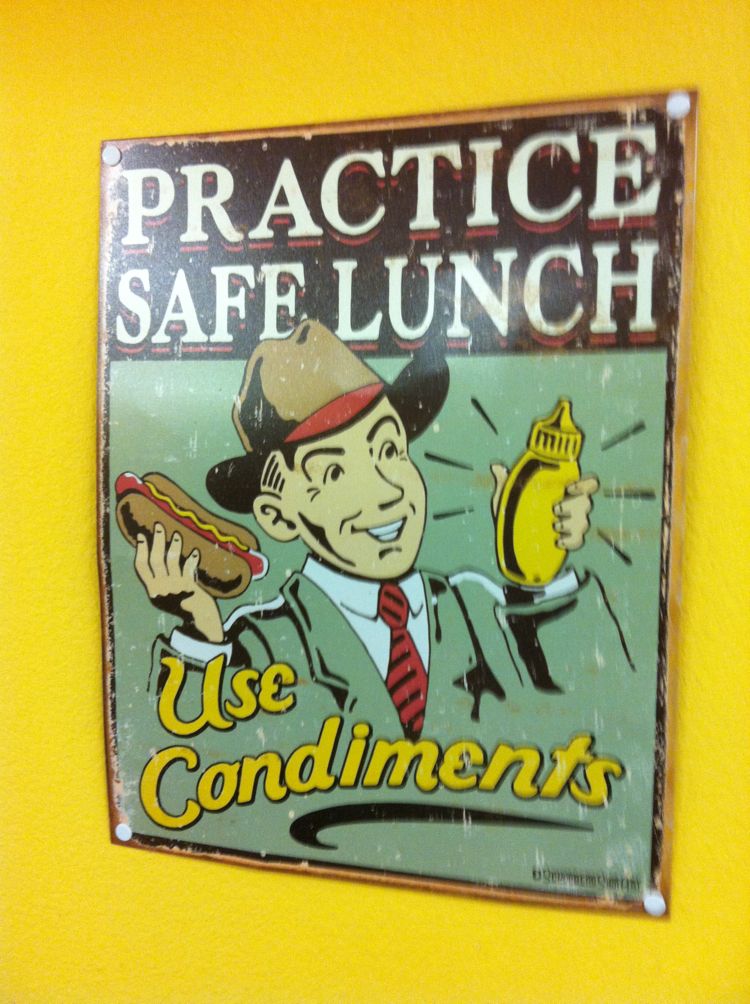 PRACTICE
SAFE LUNCH
Use
Condiments